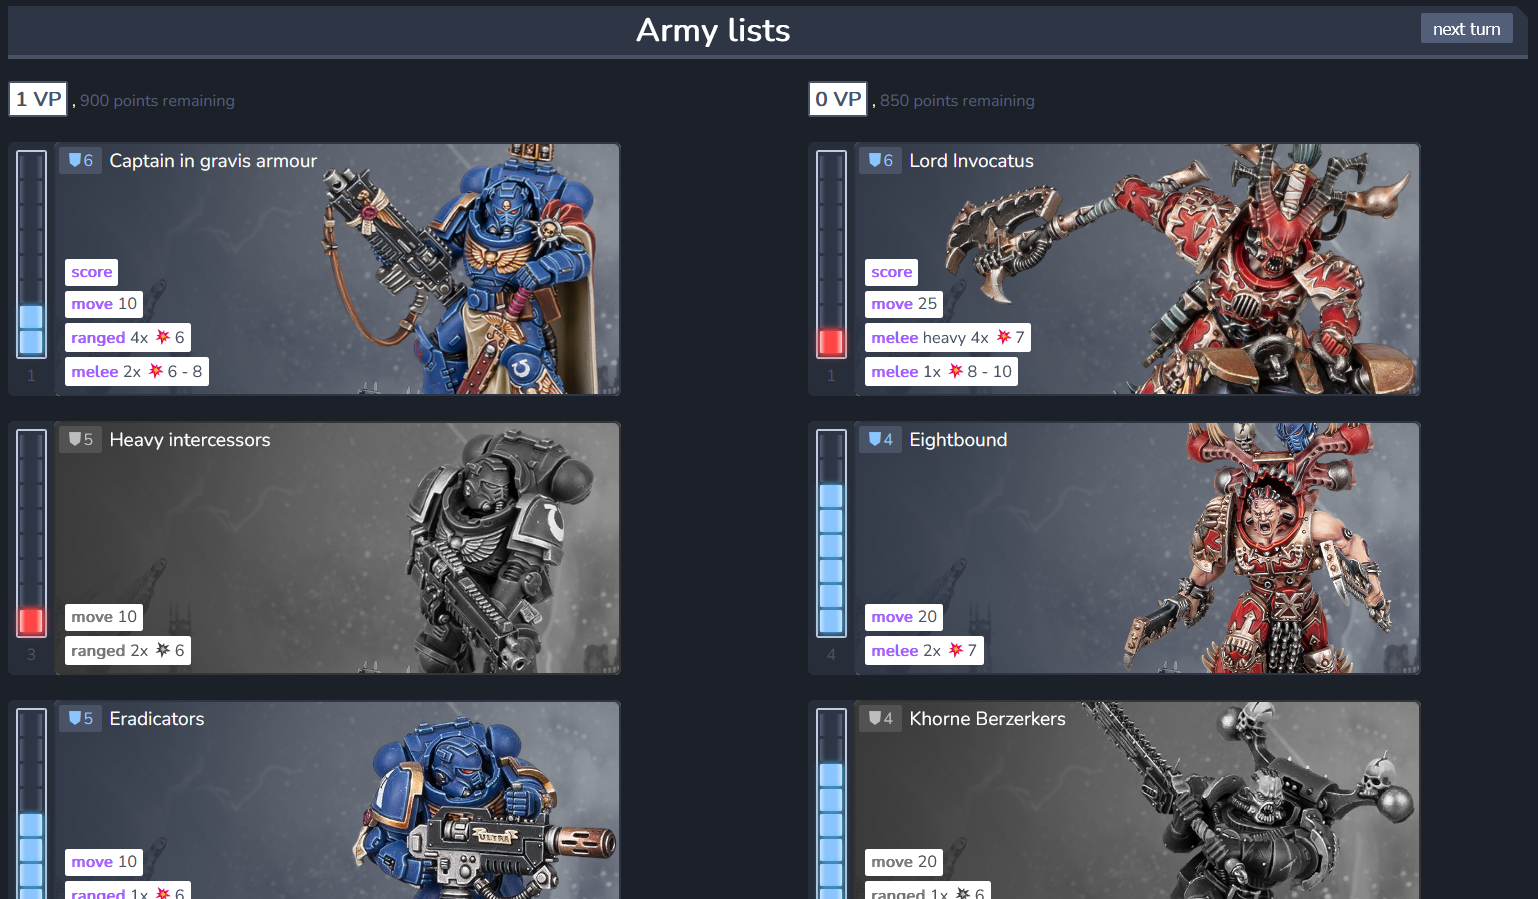 Army lists
next turn
1 VP , 900 points remaining
6 Captain in gravis armour
score
move 10
ranged 4x 6
melee 2x 6 - 8
1
5 Heavy intercessors
move 10
ranged 2x 6
3
5 Eradicators
ULTRA
move 10
ranged 1x 6
0 VP , 850 points remaining
6 Lord Invocatus
score
move 25
melee heavy 4x 7
melee 1x 8 - 10
1
4 Eightbound
move 20
melee 2x 7
4
4 Khorne Berzerkers
move 20
ranged 1x 6